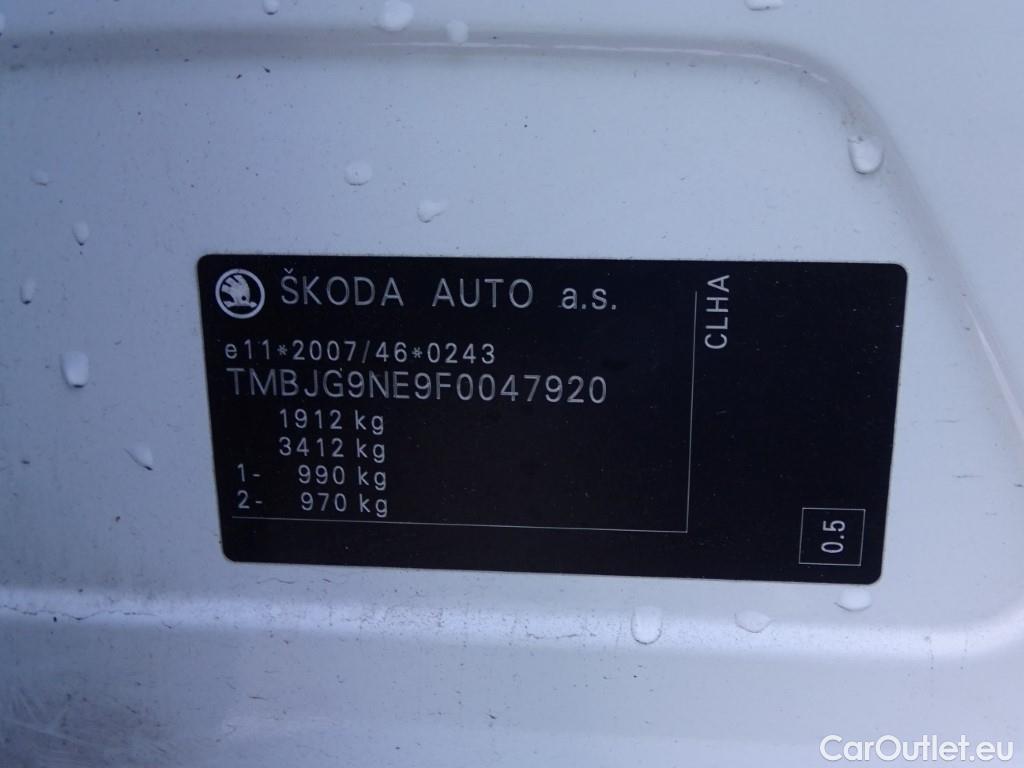 ŠKODA AUTO a.s.
e11*2007/46*0243
TMBJG9NE9F0047920
1912 kg
3412 kg
1- 990 kg
2- 970 kg
CLHA
0.5
CarOutlet.eu